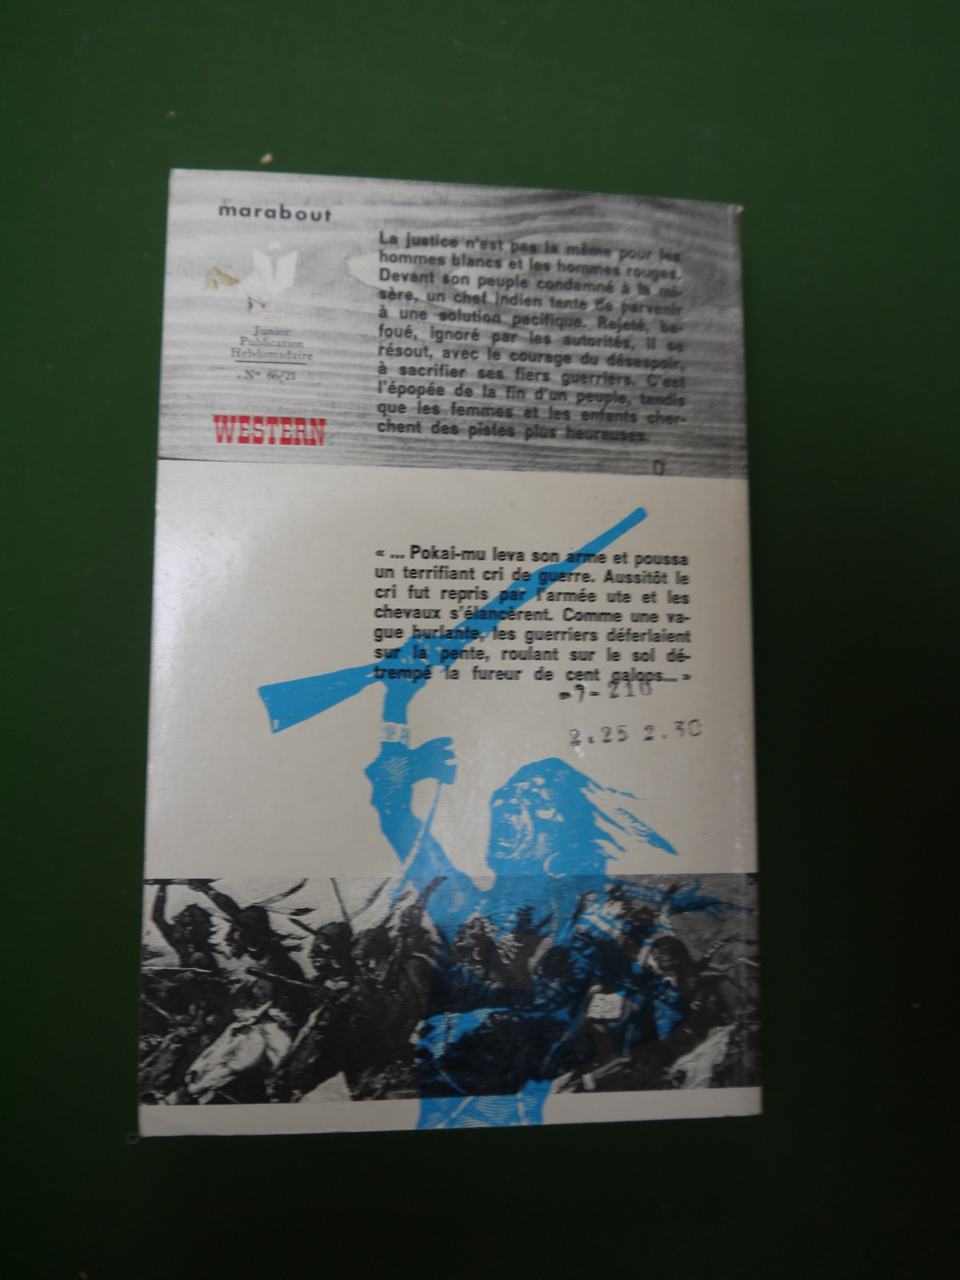 marabout
Junior
Publication
Hebdomadaire
N° 66/21
WESTERN
La justice n'est pas la même pour les
hommes blancs et les hommes rouges.
Devant son peuple condamné à la mi-
sère, un chef indien tente de parvenir
à une solution pacifique. Rejeté, ba-
foué, ignoré par les autorités, il se
résout, avec le courage du désespoir,
à sacrifier ses fiers guerriers. C'est
l'épopée de la fin d'un peuple, tandis
que les femmes et les enfants cher-
chent des pistes plus heureuses.
D
« ... Pokai-mu leva son arme et poussa
un terrifiant cri de guerre. Aussitôt le
cri fut repris par l'armée ute et les
chevaux s'élancèrent. Comme une va-
gue hurlante, les guerriers déferlaient
sur la pente, roulant sur le sol dé-
trempé la fureur de cent galops... »
-7- 210
2.25 2.30